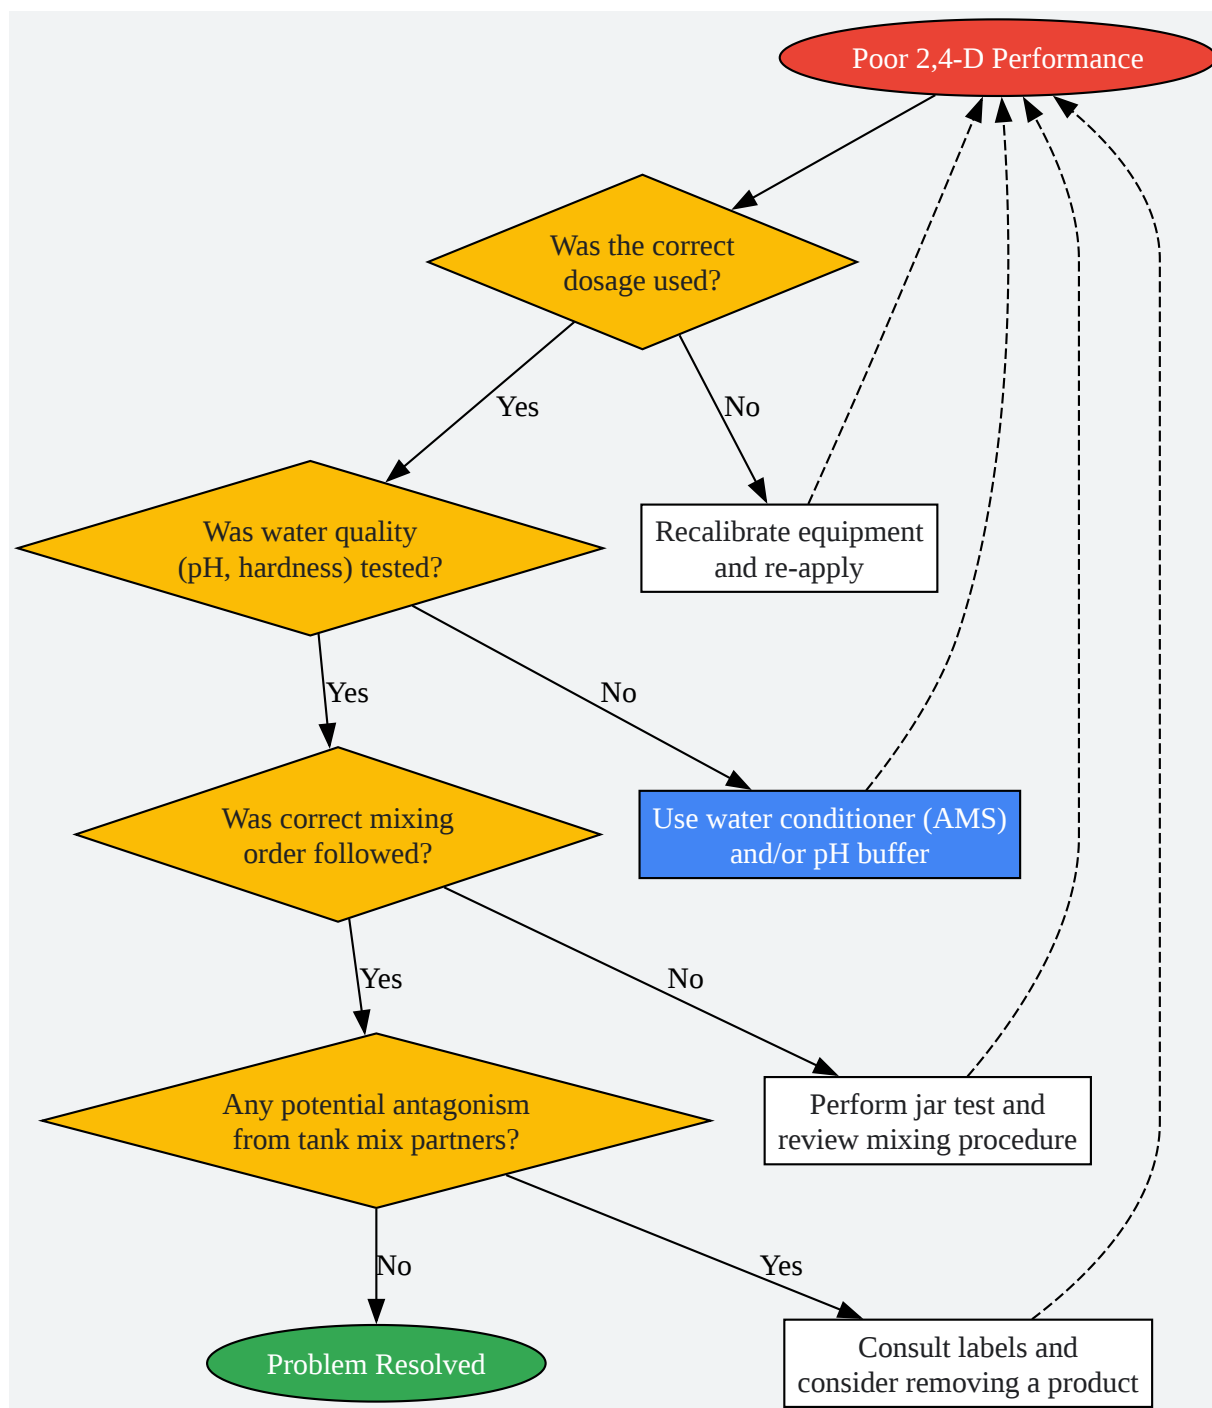 Poor 2,4-D Performance
Was the correct
dosage used?
Yes
No
Was water quality
(pH, hardness) tested?
Recalibrate equipment
and re-apply
Yes
No
Was correct mixing
order followed?
Use water conditioner (AMS)
and/or pH buffer
Yes
No
Any potential antagonism
from tank mix partners?
Perform jar test and
review mixing procedure
No
Yes
Problem Resolved
Consult labels and
consider removing a product